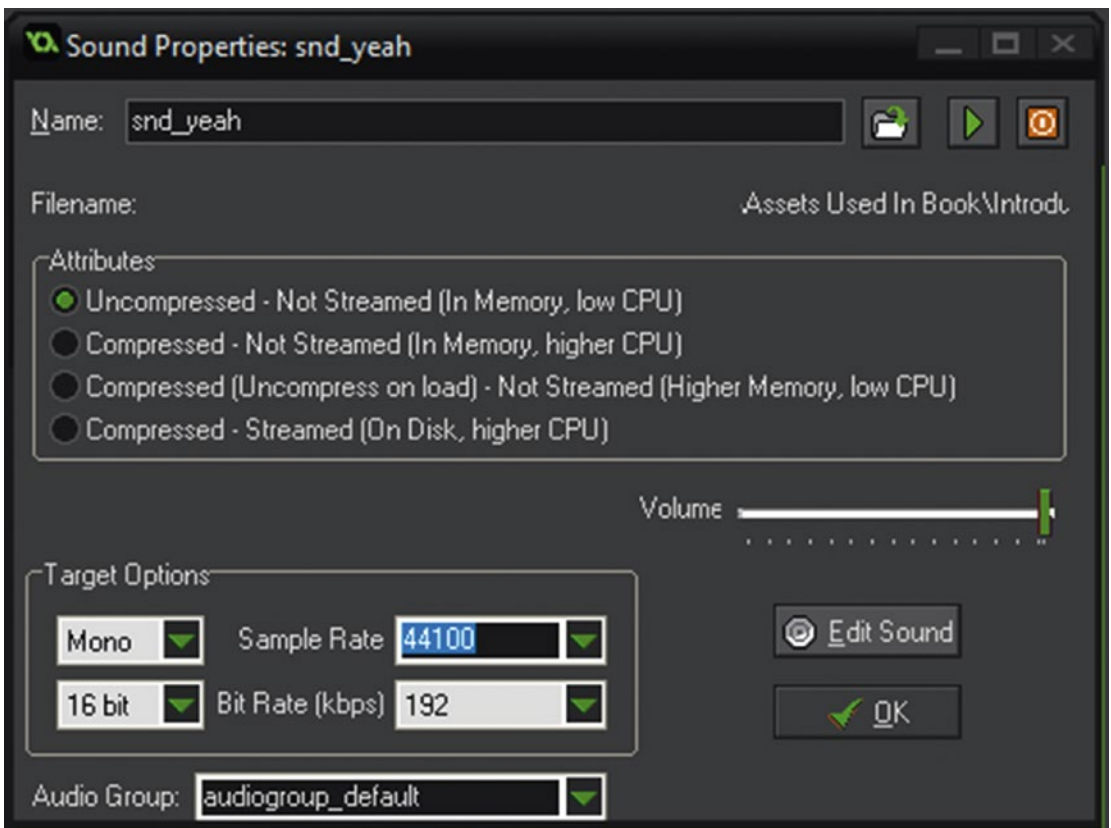 Sound Properties: snd_yeah
Name: snd_yeah
Filename: Assets Used In Book\Introdu
Attributes
Uncompressed - Not Streamed (In Memory, low CPU)
Compressed - Not Streamed (In Memory, higher CPU)
Compressed (Uncompress on load) - Not Streamed (Higher Memory, low CPU)
Compressed - Streamed (On Disk, higher CPU)
Volume
Target Options
Mono Sample Rate 44100
Edit Sound
16 bit Bit Rate (kbps) 192
OK
Audio Group: audiogroup_default